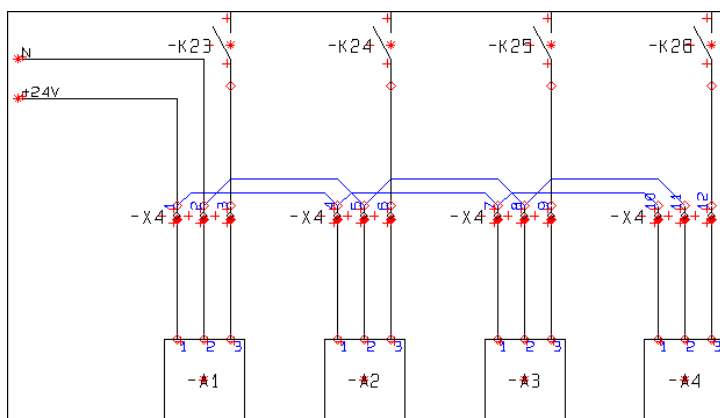 -K23 -K24 -K25 -K26
N
+24V
1 2 3 4 5 6 7 8 9 10 11 12
-X4 -X4 -X4 -X4
1 2 3 1 2 3 1 2 3 1 2 3
-A1 -A2 -A3 -A4